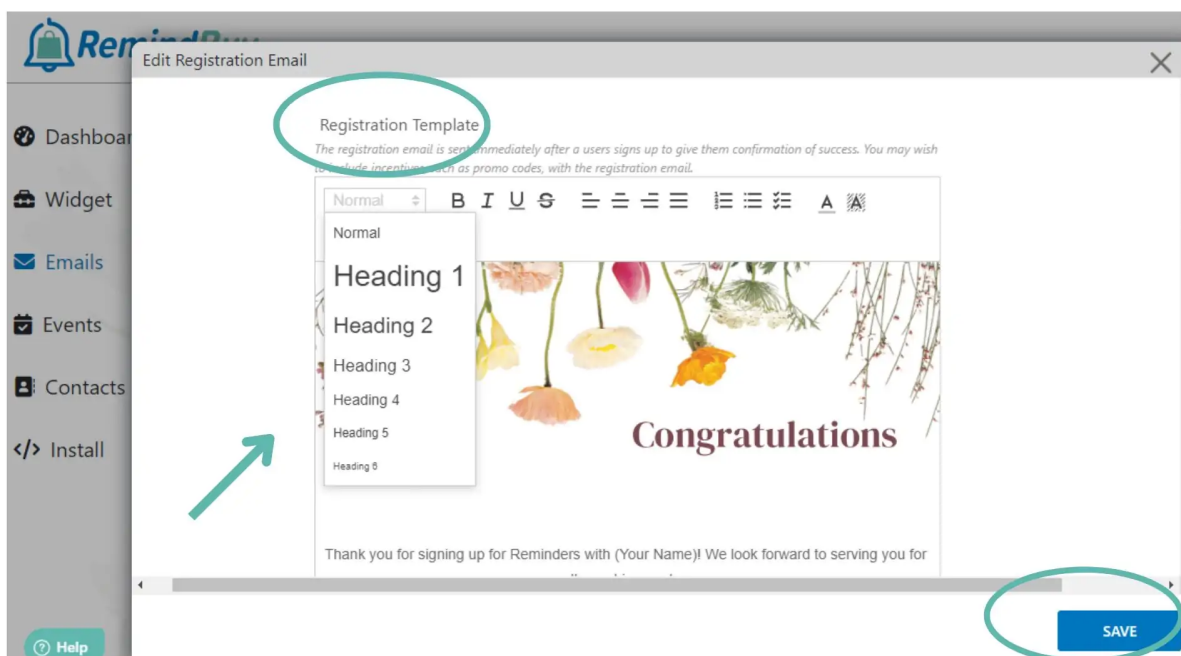 RemindBuy
Edit Registration Email
Registration Template
The registration email is sent immediately after a users signs up to give them confirmation of success. You may wish
to include incentives such as promo codes, with the registration email.
Dashboar
Widget
Emails
Events
Contacts
</> Install
Normal
B I U S
A A
Normal
Heading 1
Heading 2
Heading 3
Heading 4
Heading 5
Heading 6
Congratulations
Thank you for signing up for Reminders with (Your Name)! We look forward to serving you for
SAVE
? Help